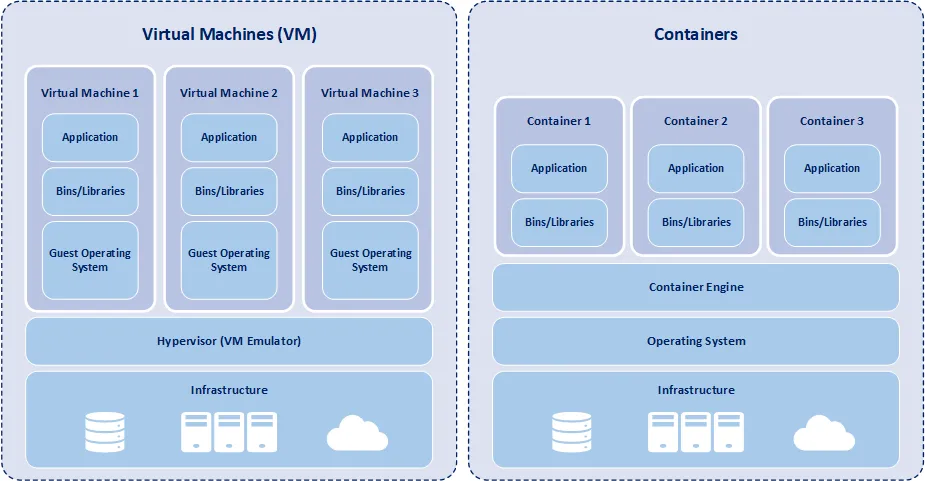 Virtual Machines (VM)
Virtual Machine 1
Application
Bins/Libraries
Guest Operating
System
Virtual Machine 2
Application
Bins/Libraries
Guest Operating
System
Virtual Machine 3
Application
Bins/Libraries
Guest Operating
System
Hypervisor (VM Emulator)
Infrastructure
Containers
Container 1
Application
Bins/Libraries
Container 2
Application
Bins/Libraries
Container 3
Application
Bins/Libraries
Container Engine
Operating System
Infrastructure